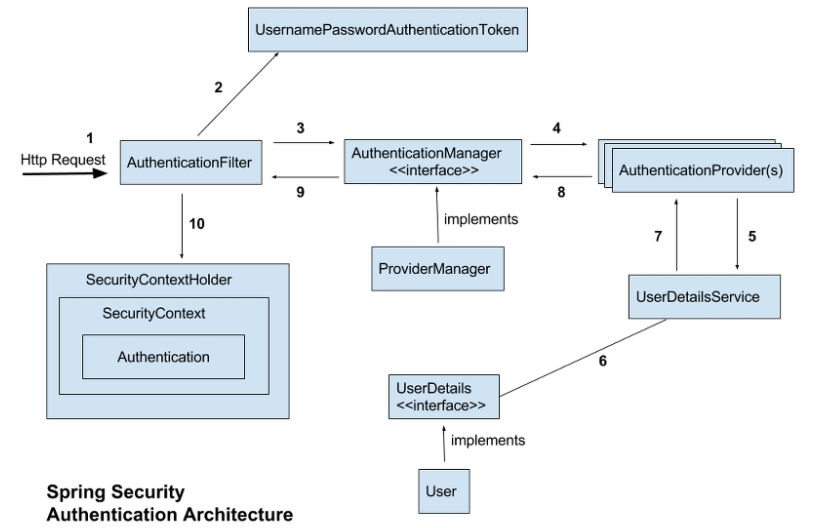 UsernamePasswordAuthenticationToken
2
1
Http Request
AuthenticationFilter
3
9
AuthenticationManager
<<interface>>
4
8
AuthenticationProvider(s)
implements
ProviderManager
10
7
5
UserDetailsService
SecurityContextHolder
SecurityContext
Authentication
6
UserDetails
<<interface>>
implements
User
Spring Security
Authentication Architecture